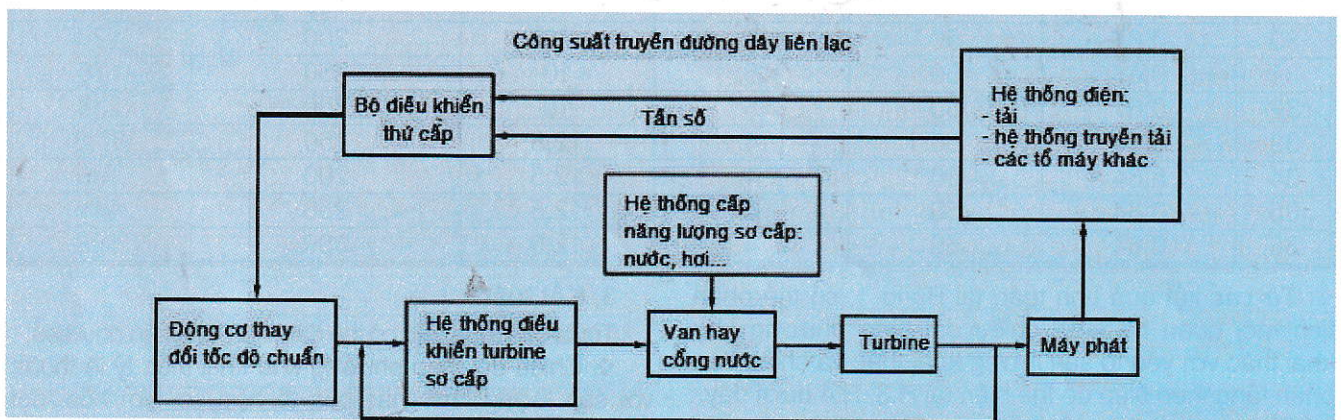 Công suất truyền đường dây liên lạc
Bộ điều khiển
thứ cấp
Tần số
Hệ thống điện:
- tải
- hệ thống truyền tải
- các tổ máy khác
Hệ thống cấp
năng lượng sơ cấp:
nước, hơi...
Động cơ thay
đổi tốc độ chuẩn
Hệ thống điều
khiển turbine
sơ cấp
Van hay
cổng nước
Turbine
Máy phát